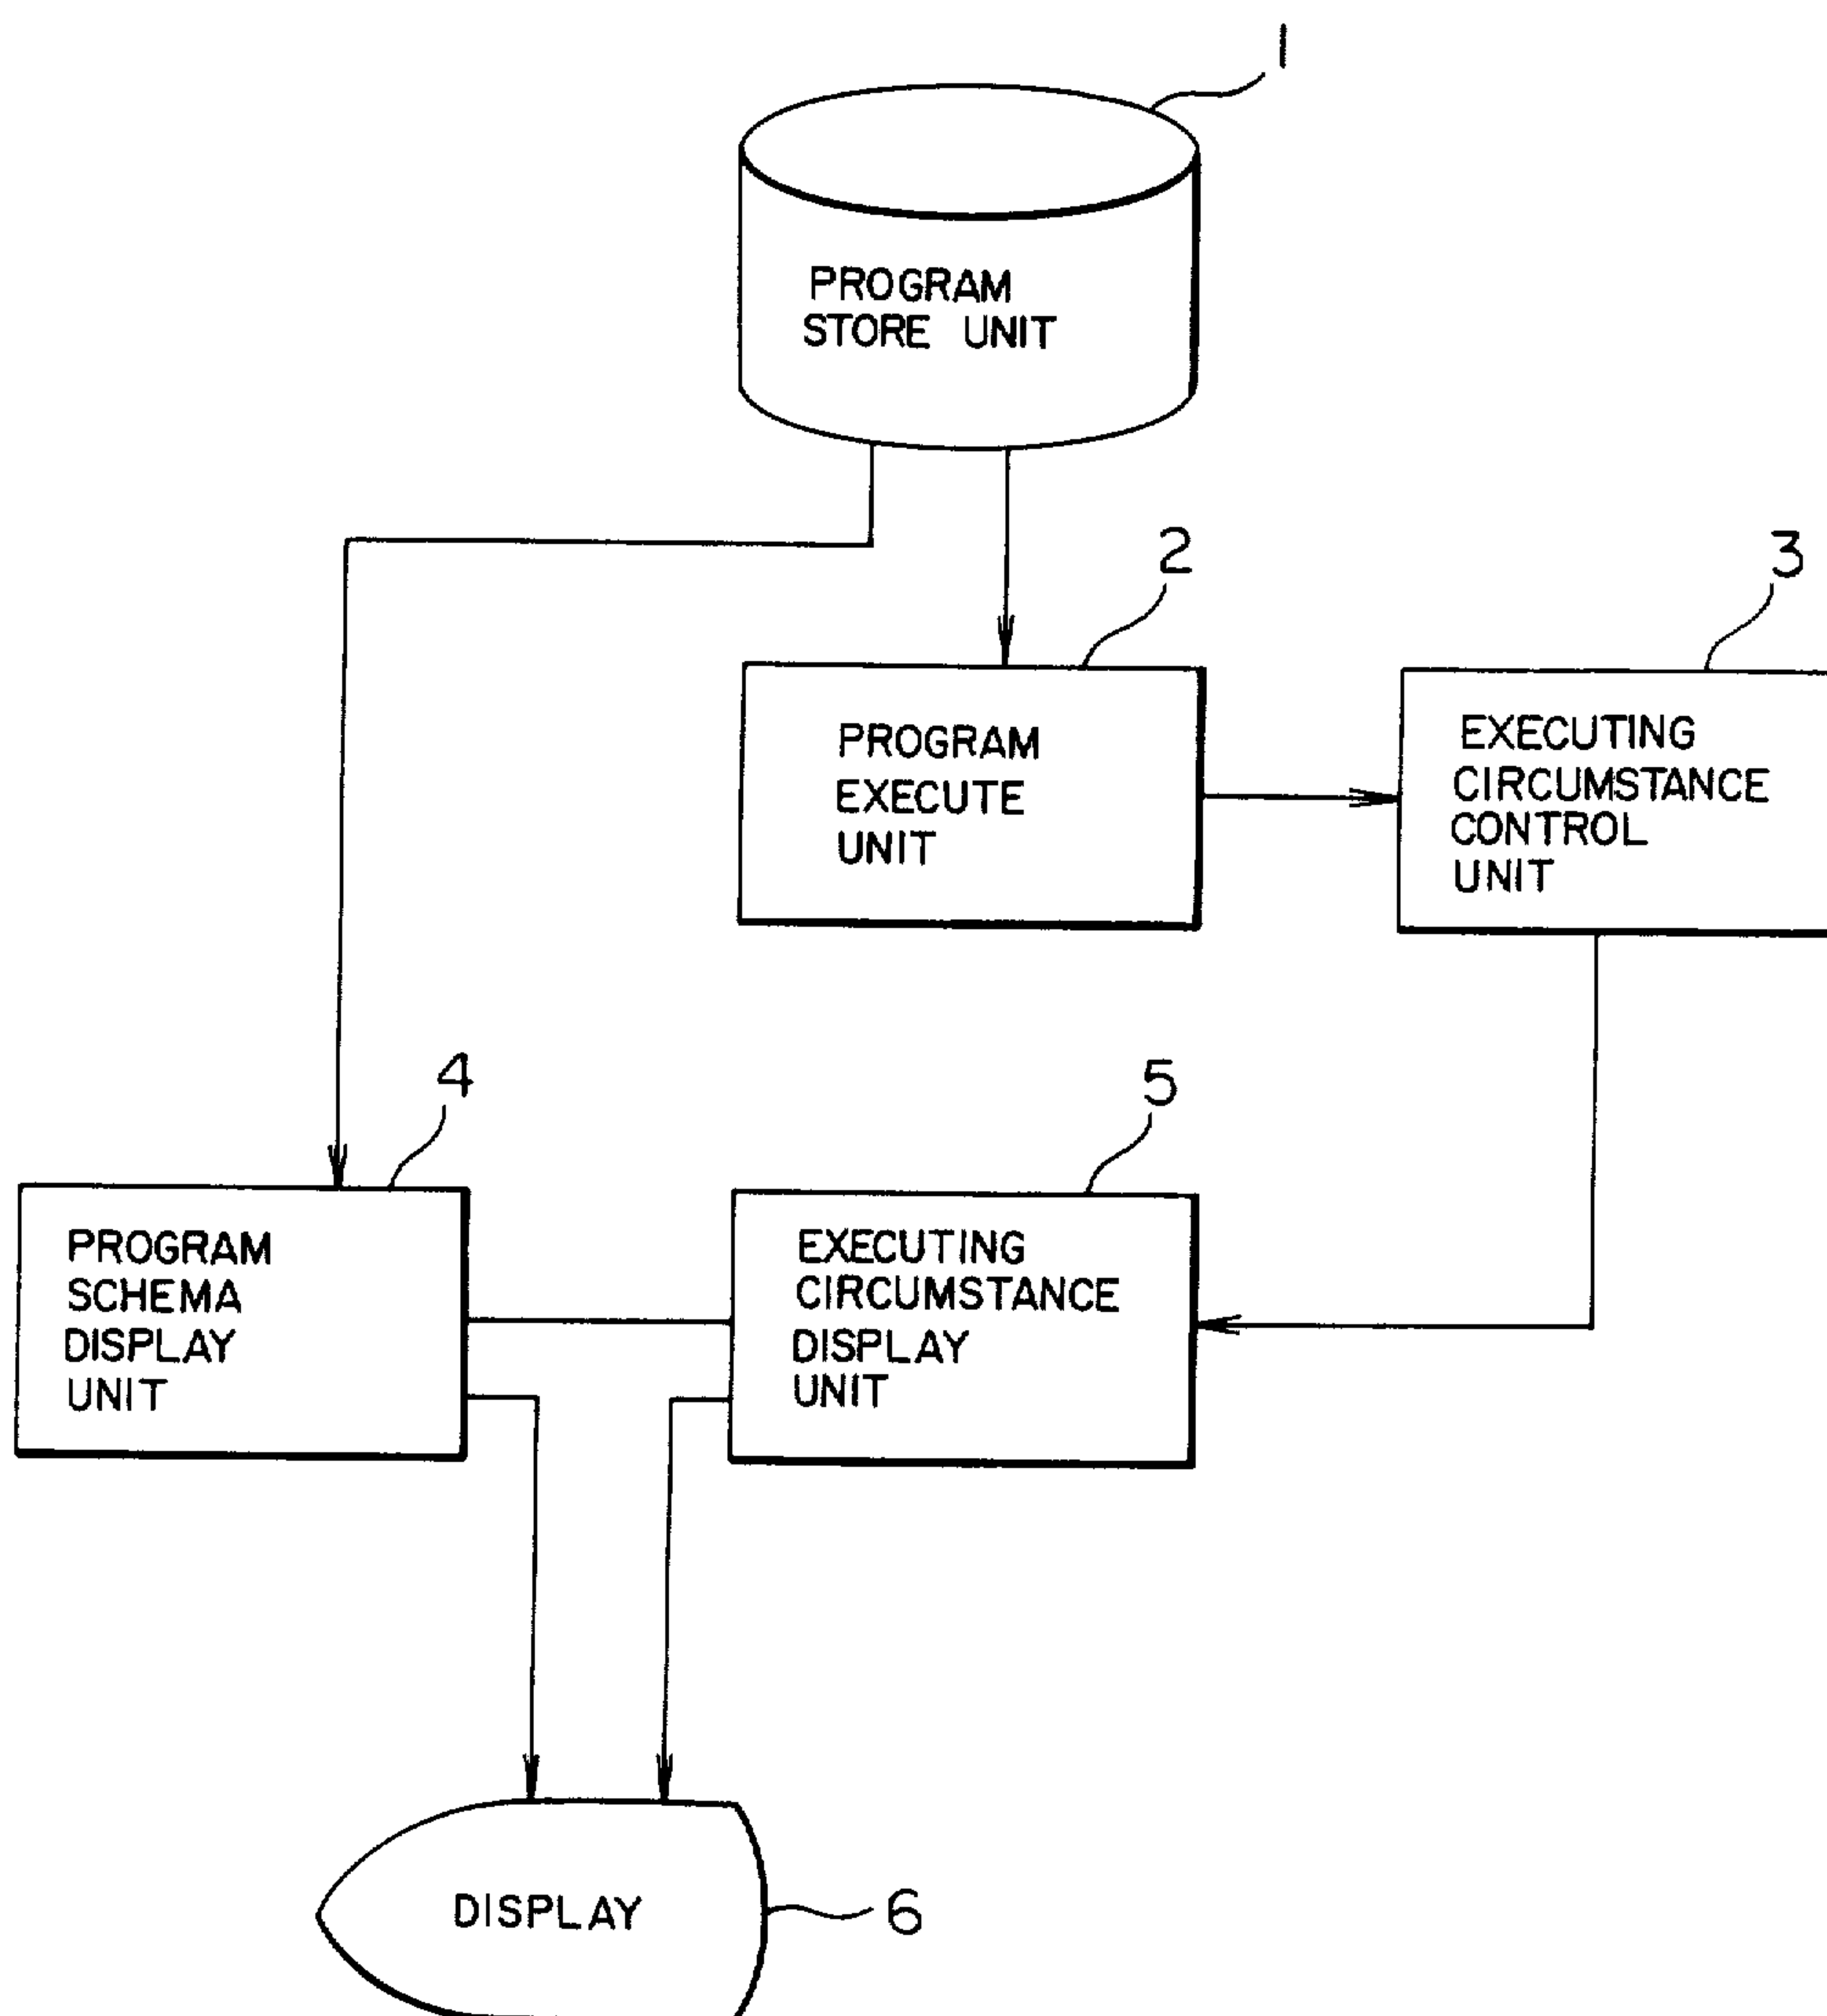 1
PROGRAM
STORE UNIT
2
3
PROGRAM
EXECUTE
UNIT
EXECUTING
CIRCUMSTANCE
CONTROL
UNIT
4
5
PROGRAM
SCHEMA
DISPLAY
UNIT
EXECUTING
CIRCUMSTANCE
DISPLAY
UNIT
DISPLAY
6